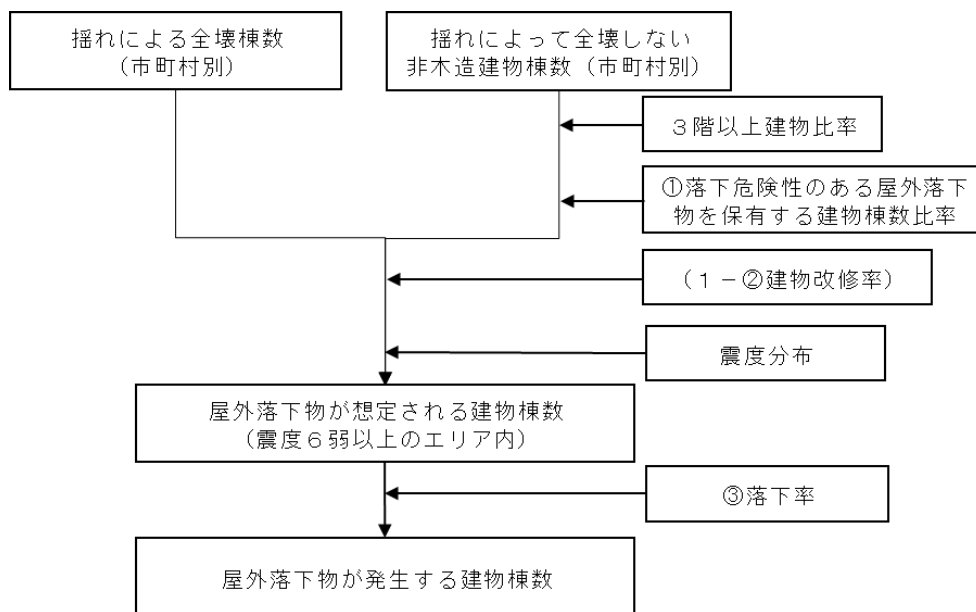 揺れによる全壊棟数
(市町村別)
揺れによって全壊しない
非木造建物棟数(市町村別)
3階以上建物比率
①落下危険性のある屋外落下
物を保有する建物棟数比率
(1-②建物改修率)
震度分布
屋外落下物が想定される建物棟数
(震度6弱以上のエリア内)
③落下率
屋外落下物が発生する建物棟数